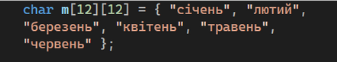 char m[12][12] = { "січень", "лютий",
"березень", "квітень", "травень",
"червень" };